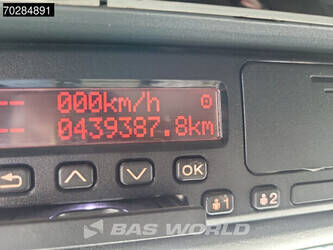 70284891
== 000km/h
== 0439387.8km
OK
1 2
BAS WORLD